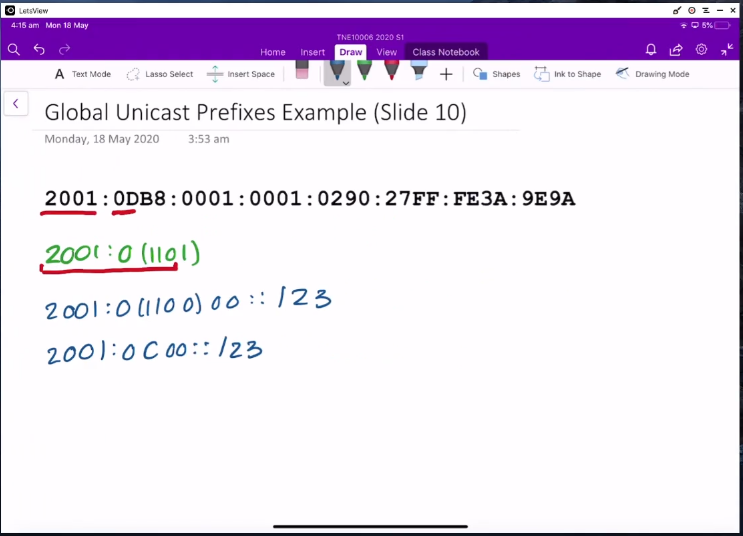 LetsView
4:15 am Mon 18 May
5%
TNE10006 2020 S1
Home Insert Draw View Class Notebook
A Text Mode Lasso Select Insert Space Shapes Ink to Shape Drawing Mode
Global Unicast Prefixes Example (Slide 10)
Monday, 18 May 2020 3:53 am
2001:0DB8:0001:0001:0290:27FF:FE3A:9E9A
2001:0(1101)
2001:0(1100)00::/23
2001:0C00::/23